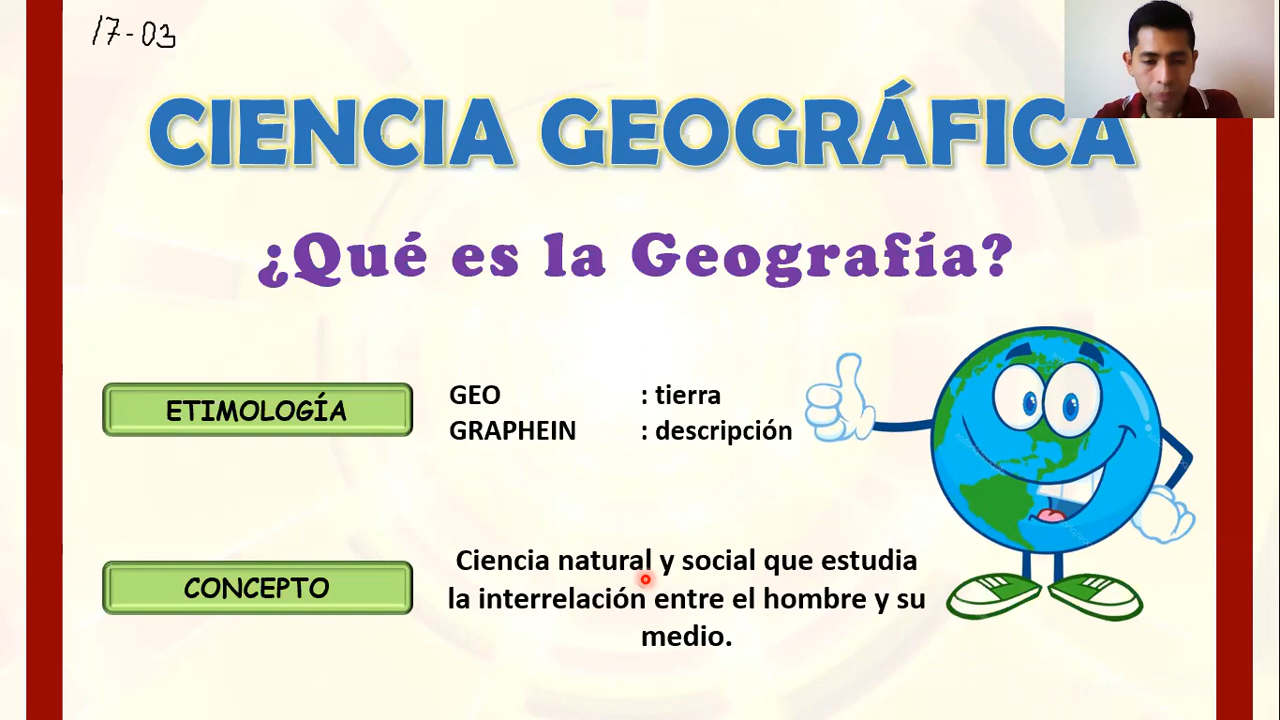 17-03
CIENCIA GEOGRÁFICA
¿Qué es la Geografía?
ETIMOLOGÍA
GEO : tierra
GRAPHEIN : descripción
CONCEPTO
Ciencia natural y social que estudia
la interrelación entre el hombre y su
medio.